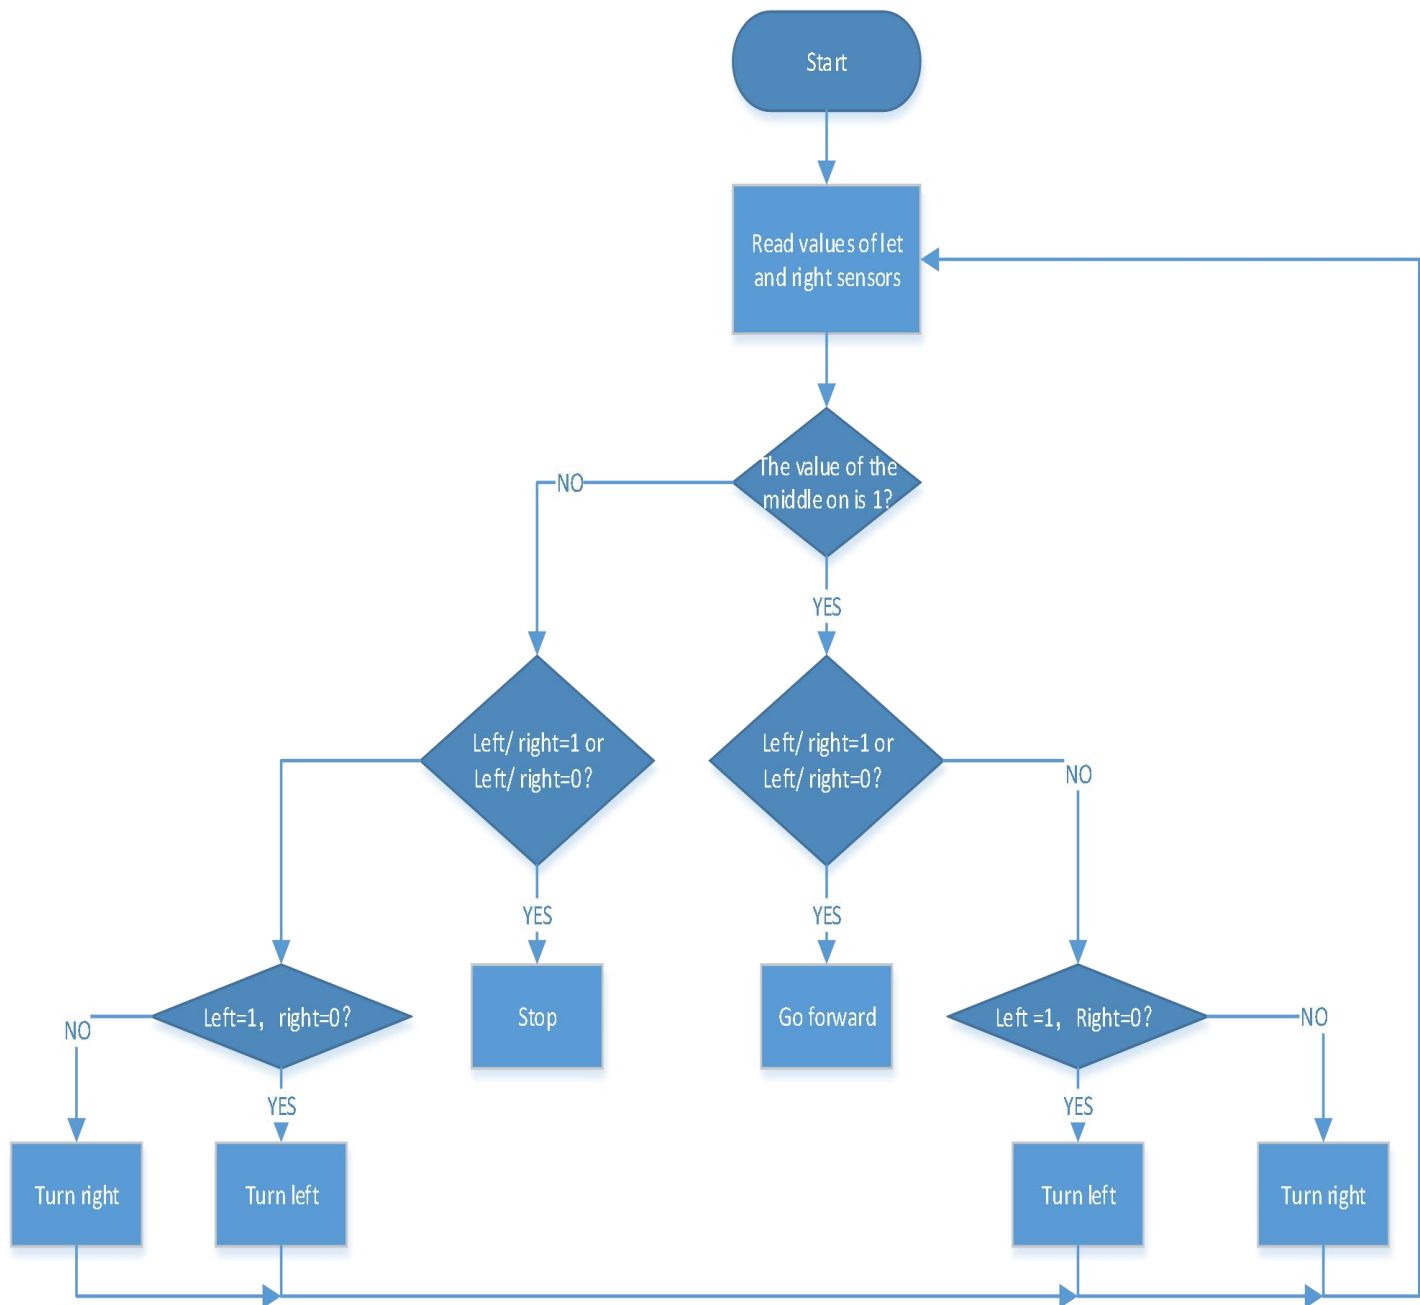 Start
Read values of let
and right sensors
The value of the
middle on is 1?
NO
YES
Left/ right=1 or
Left/ right=0?
Left/ right=1 or
Left/ right=0?
NO
YES
YES
Left=1, right=0?
Stop
Go forward
Left =1, Right=0?
NO
NO
YES
YES
Turn right
Turn left
Turn left
Turn right